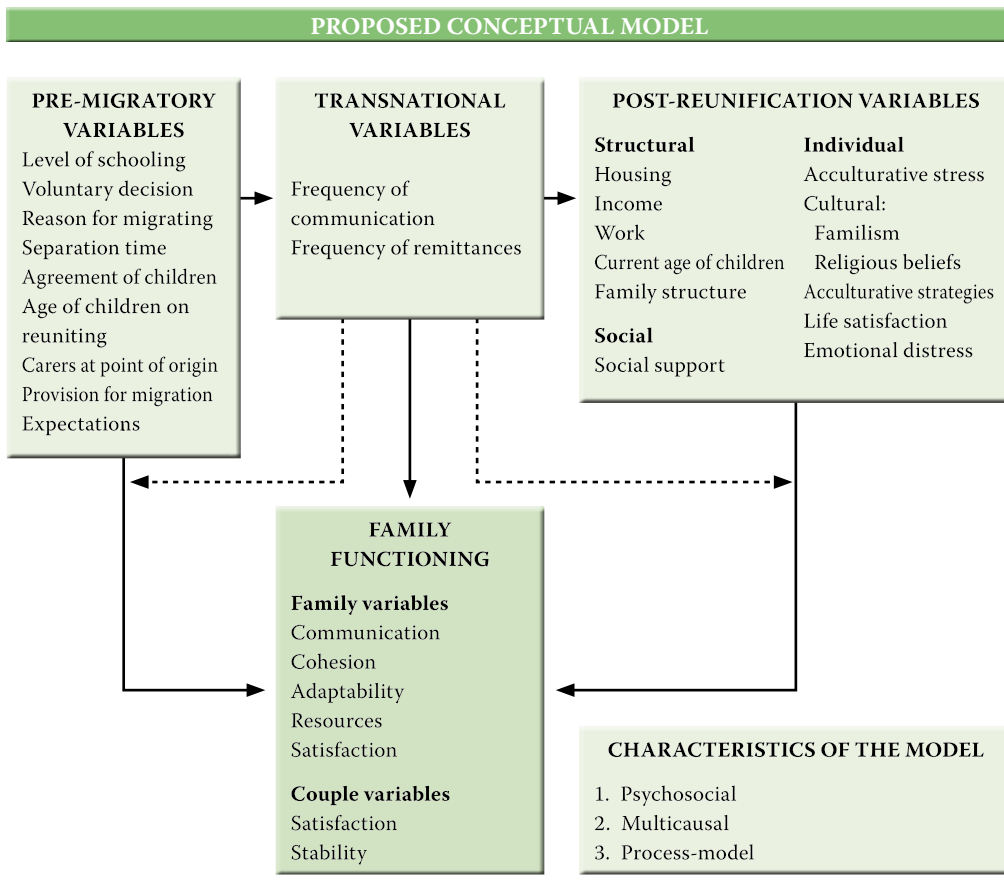 PROPOSED CONCEPTUAL MODEL
PRE-MIGRATORY
VARIABLES
Level of schooling
Voluntary decision
Reason for migrating
Separation time
Agreement of children
Age of children on
reuniting
Carers at point of origin
Provision for migration
Expectations
TRANSNATIONAL
VARIABLES
Frequency of
communication
Frequency of remittances
POST-REUNIFICATION VARIABLES
Structural
Housing
Income
Work
Current age of children
Family structure
Social
Social support
Individual
Acculturative stress
Cultural:
Familism
Religious beliefs
Acculturative strategies
Life satisfaction
Emotional distress
FAMILY
FUNCTIONING
Family variables
Communication
Cohesion
Adaptability
Resources
Satisfaction
Couple variables
Satisfaction
Stability
CHARACTERISTICS OF THE MODEL
1. Psychosocial
2. Multicausal
3. Process-model